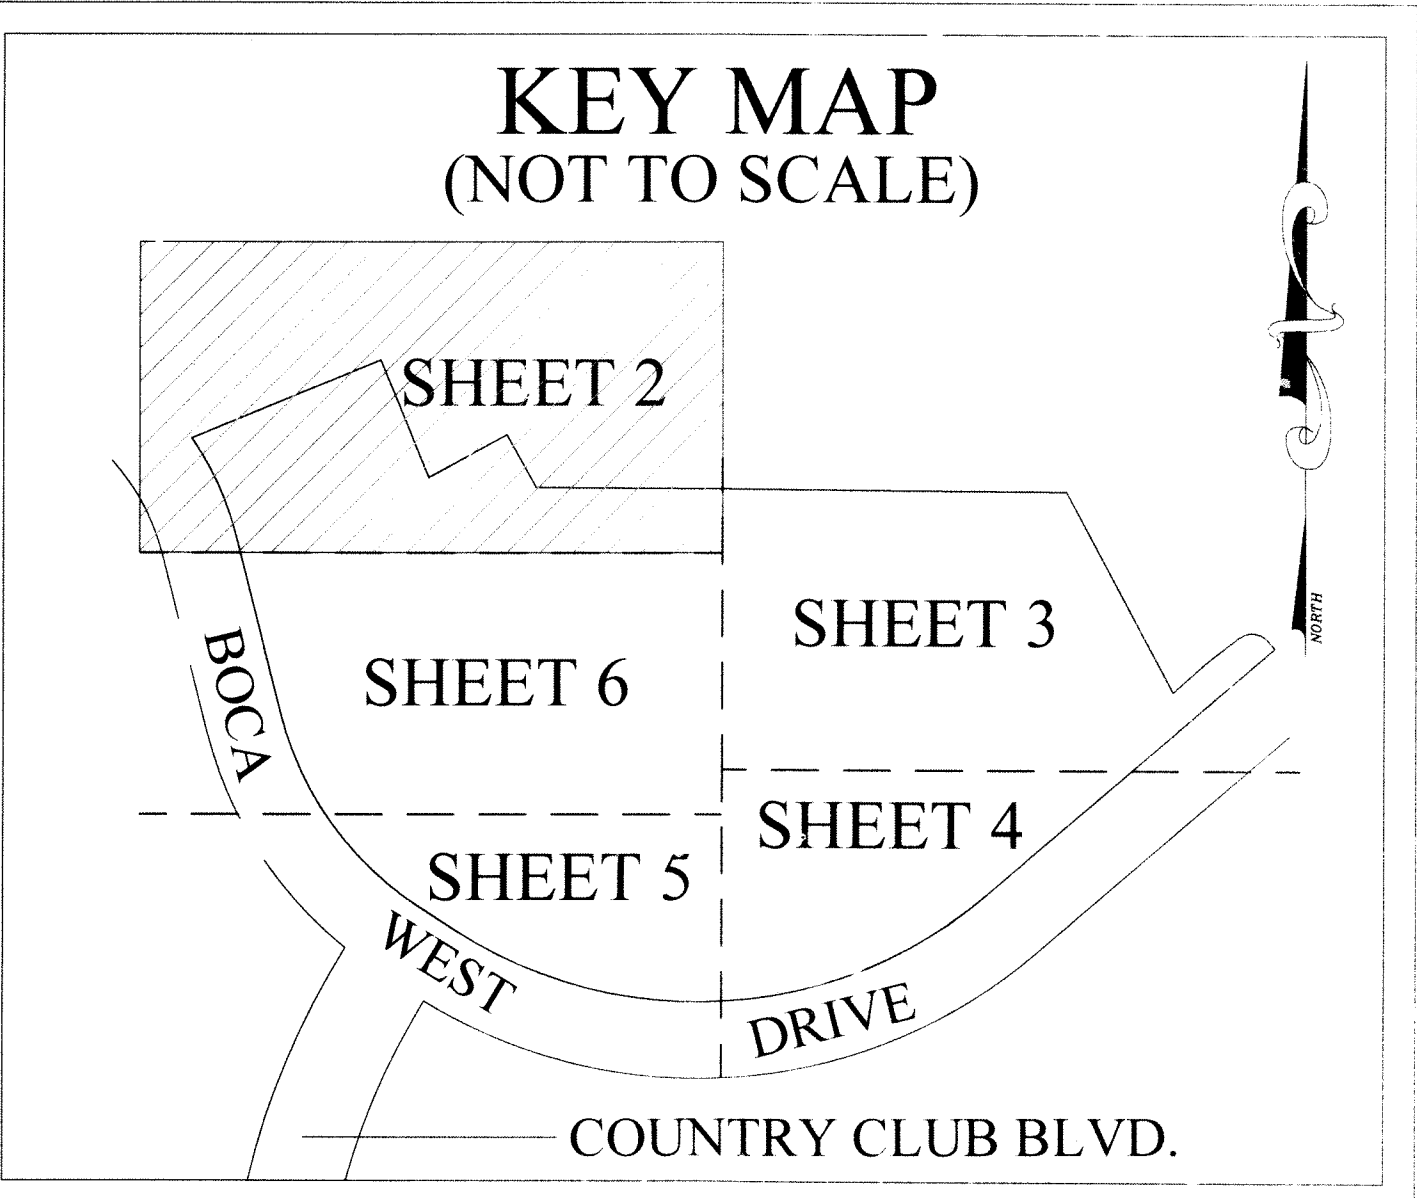 KEY MAP
(NOT TO SCALE)
SHEET 2
SHEET 3
NORTH
SHEET 6
BOCA
SHEET 4
SHEET 5
WEST
DRIVE
COUNTRY CLUB BLVD.